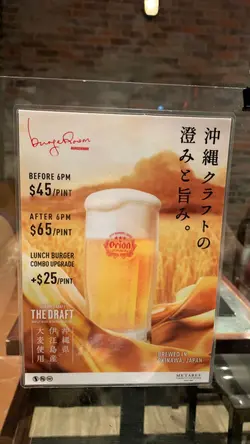 burgeRoom
沖縄クラフトの
澄みと旨み。
BEFORE 6PM
$45/PINT
AFTER 6PM
$65/PINT
LUNCH BURGER
COMBO UPGRADE
+$25/PINT
Orion
THE DRAFT
沖縄県
伊江島産
大麦使用
BREWED IN
OKINAWA, JAPAN